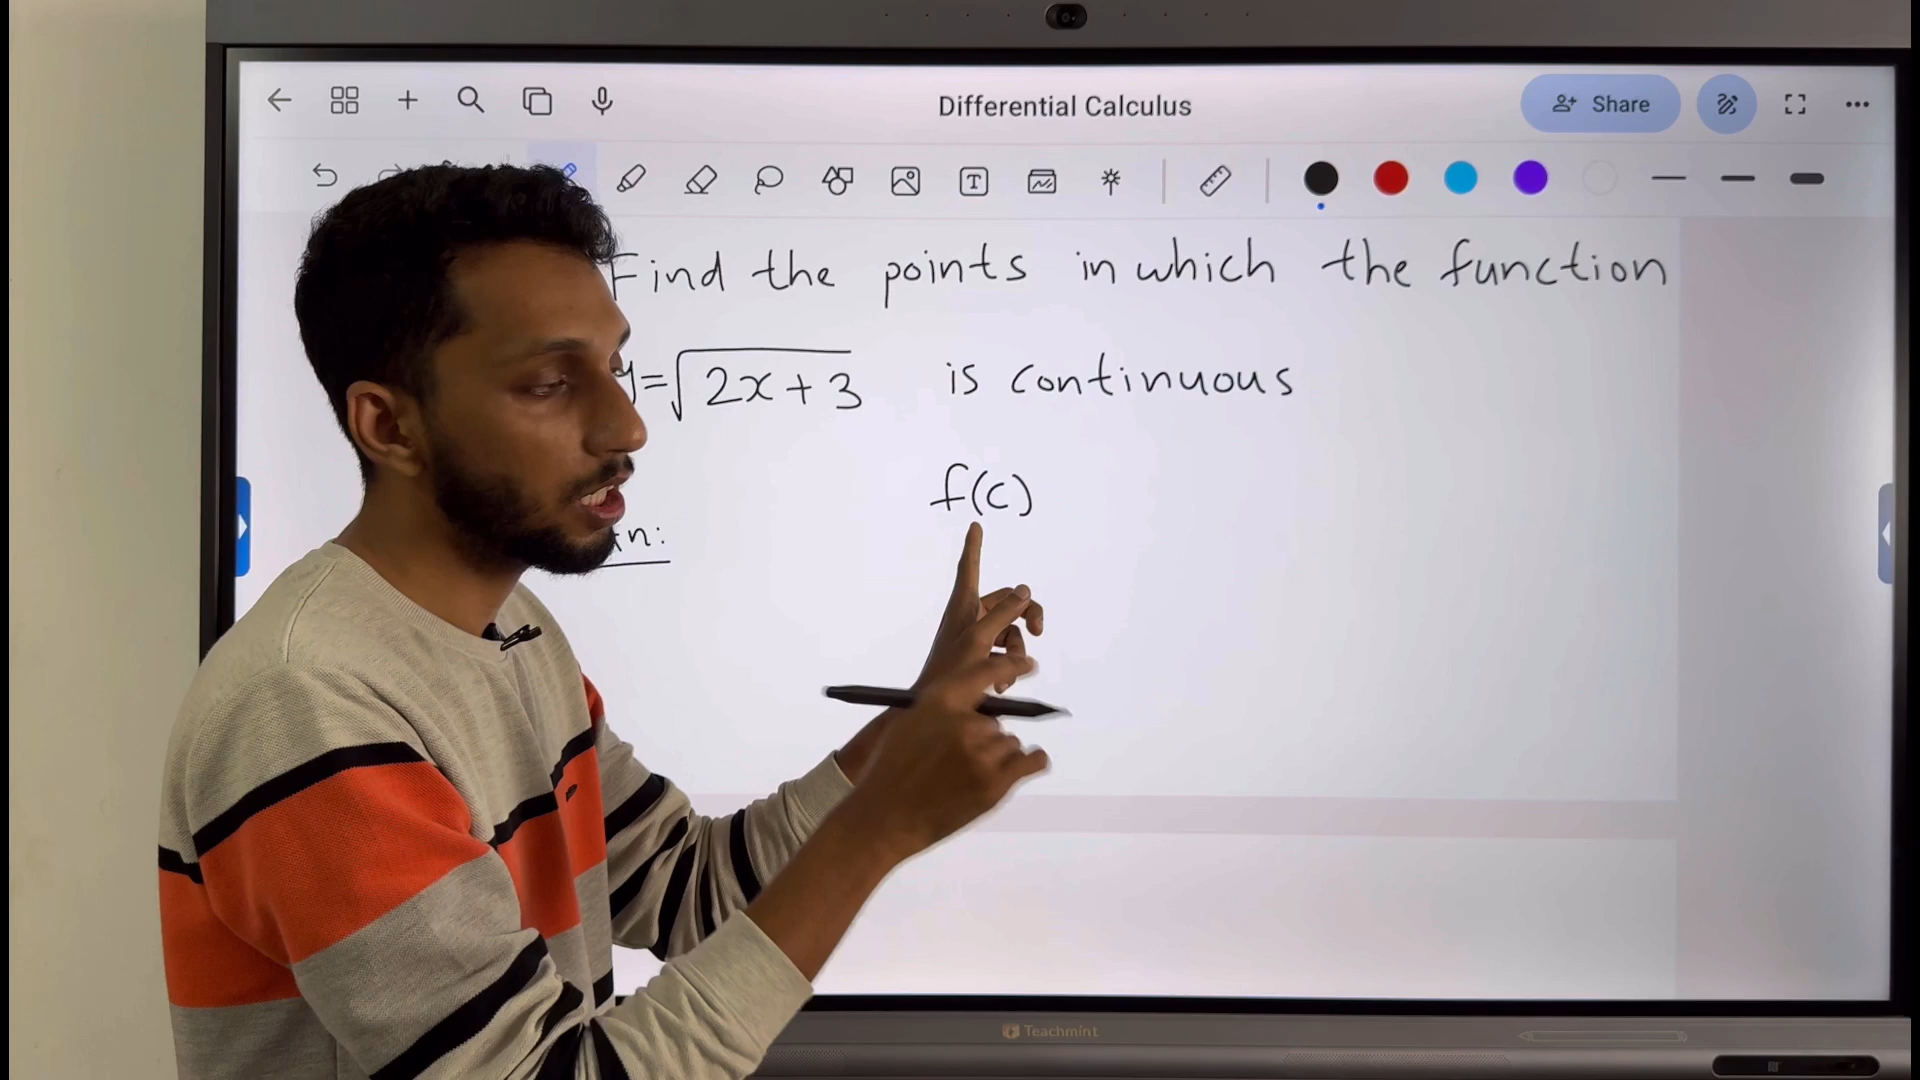 Differential Calculus
Share
T
Find the points in which the function
y=√2x+3 is continuous
f(c)
n:
Teachmint